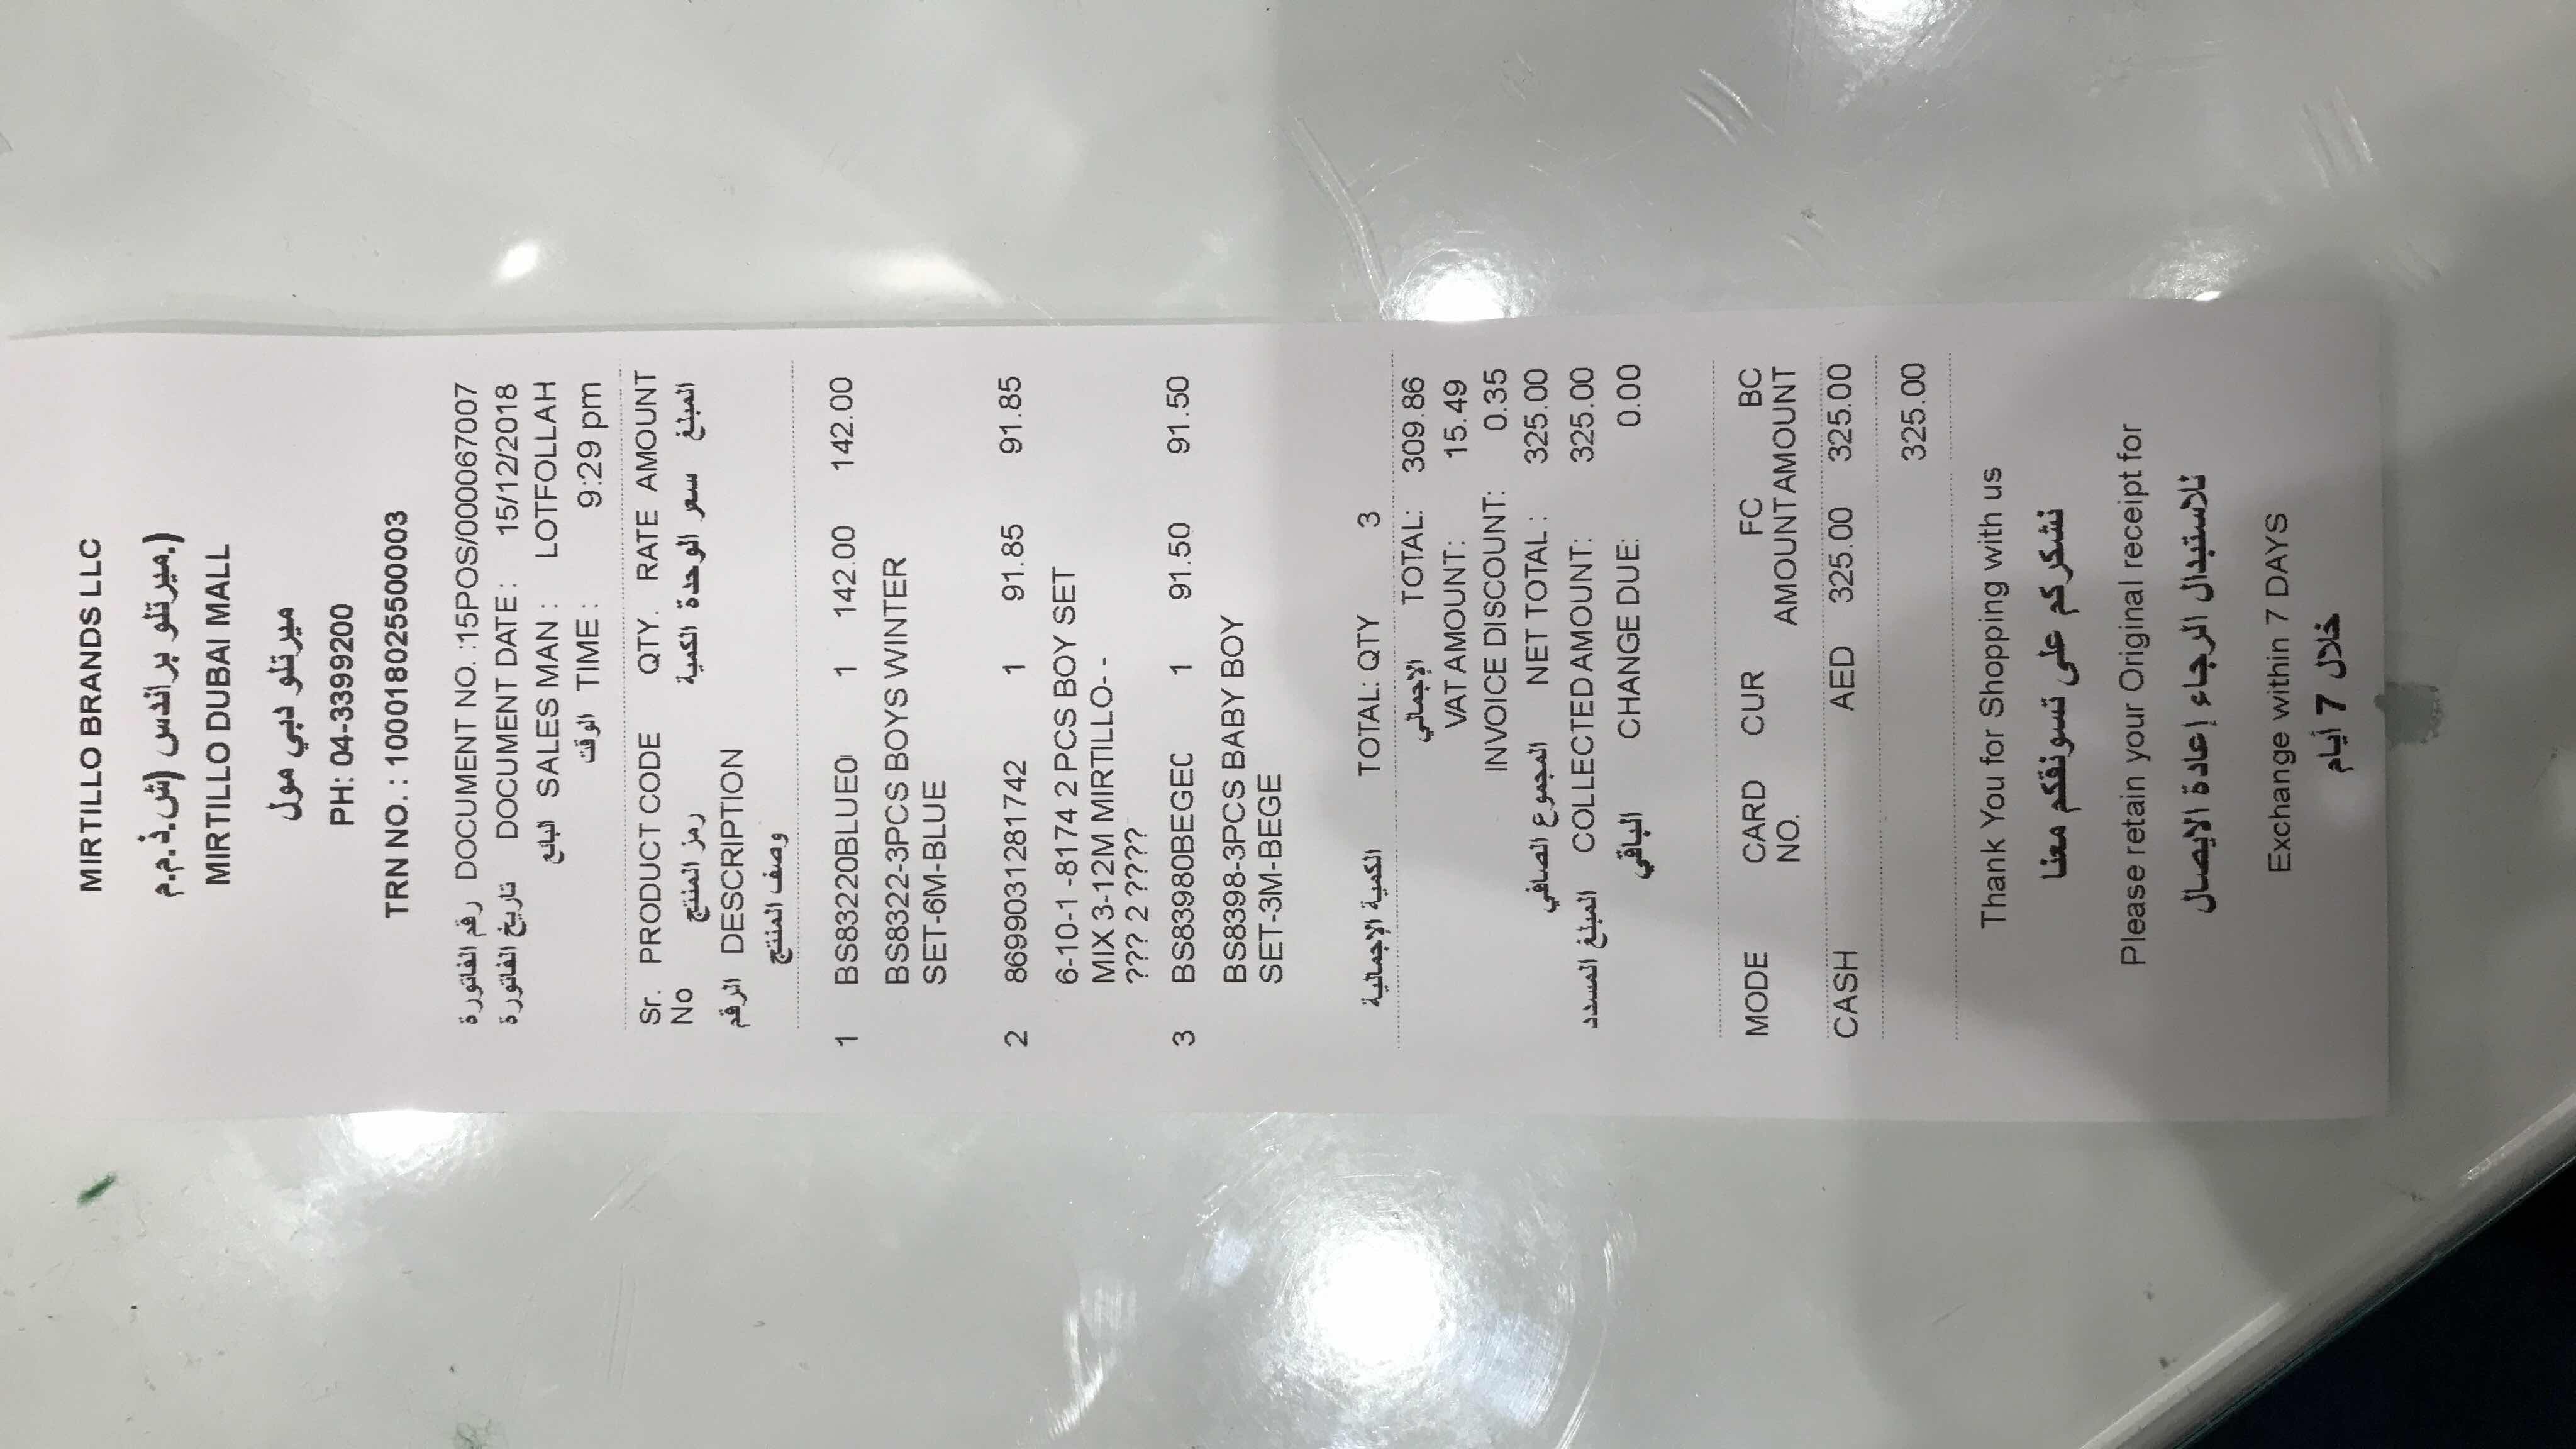 MIRTILLO BRANDS LLC
(.ميرتلو براندس (ش.ذ.م.م
MIRTILLO DUBAI MALL
ميرتلو دبي مول
PH: 04-3399200
TRN NO. : 100018025500003
رقم الفاتورة DOCUMENT NO. :15POS/000067007
تاريخ الفاتورة DOCUMENT DATE : 15/12/2018
البائع SALES MAN : LOTFOLLAH
الوقت TIME : 9:29 pm
Sr. PRODUCT CODE QTY. RATE AMOUNT
No رمز المنتج الكمية سعر الوحدة المبلغ
الرقم DESCRIPTION
وصف المنتج
1 BS83220BLUE0 1 142.00 142.00
BS8322-3PCS BOYS WINTER
SET-6M-BLUE
2 8699031281742 1 91.85 91.85
6-10-1 -8174 2 PCS BOY SET
MIX 3-12M MIRTILLO- -
??? 2 ????
3 BS83980BEGEC 1 91.50 91.50
BS8398-3PCS BABY BOY
SET-3M-BEGE
الكمية الإجمالية TOTAL: QTY 3
الإجمالي TOTAL: 309.86
VAT AMOUNT: 15.49
INVOICE DISCOUNT: 0.35
المجموع الصافي NET TOTAL : 325.00
المبلغ المسدد COLLECTED AMOUNT: 325.00
الباقي CHANGE DUE: 0.00
MODE CARD CUR FC BC
NO. AMOUNT AMOUNT
CASH AED 325.00 325.00
325.00
Thank You for Shopping with us
نشكركم على تسونقكم معنا
Please retain your Original receipt for
للاستبدال الرجاء إعادة الايصال
Exchange within 7 DAYS
خلال 7 أيام